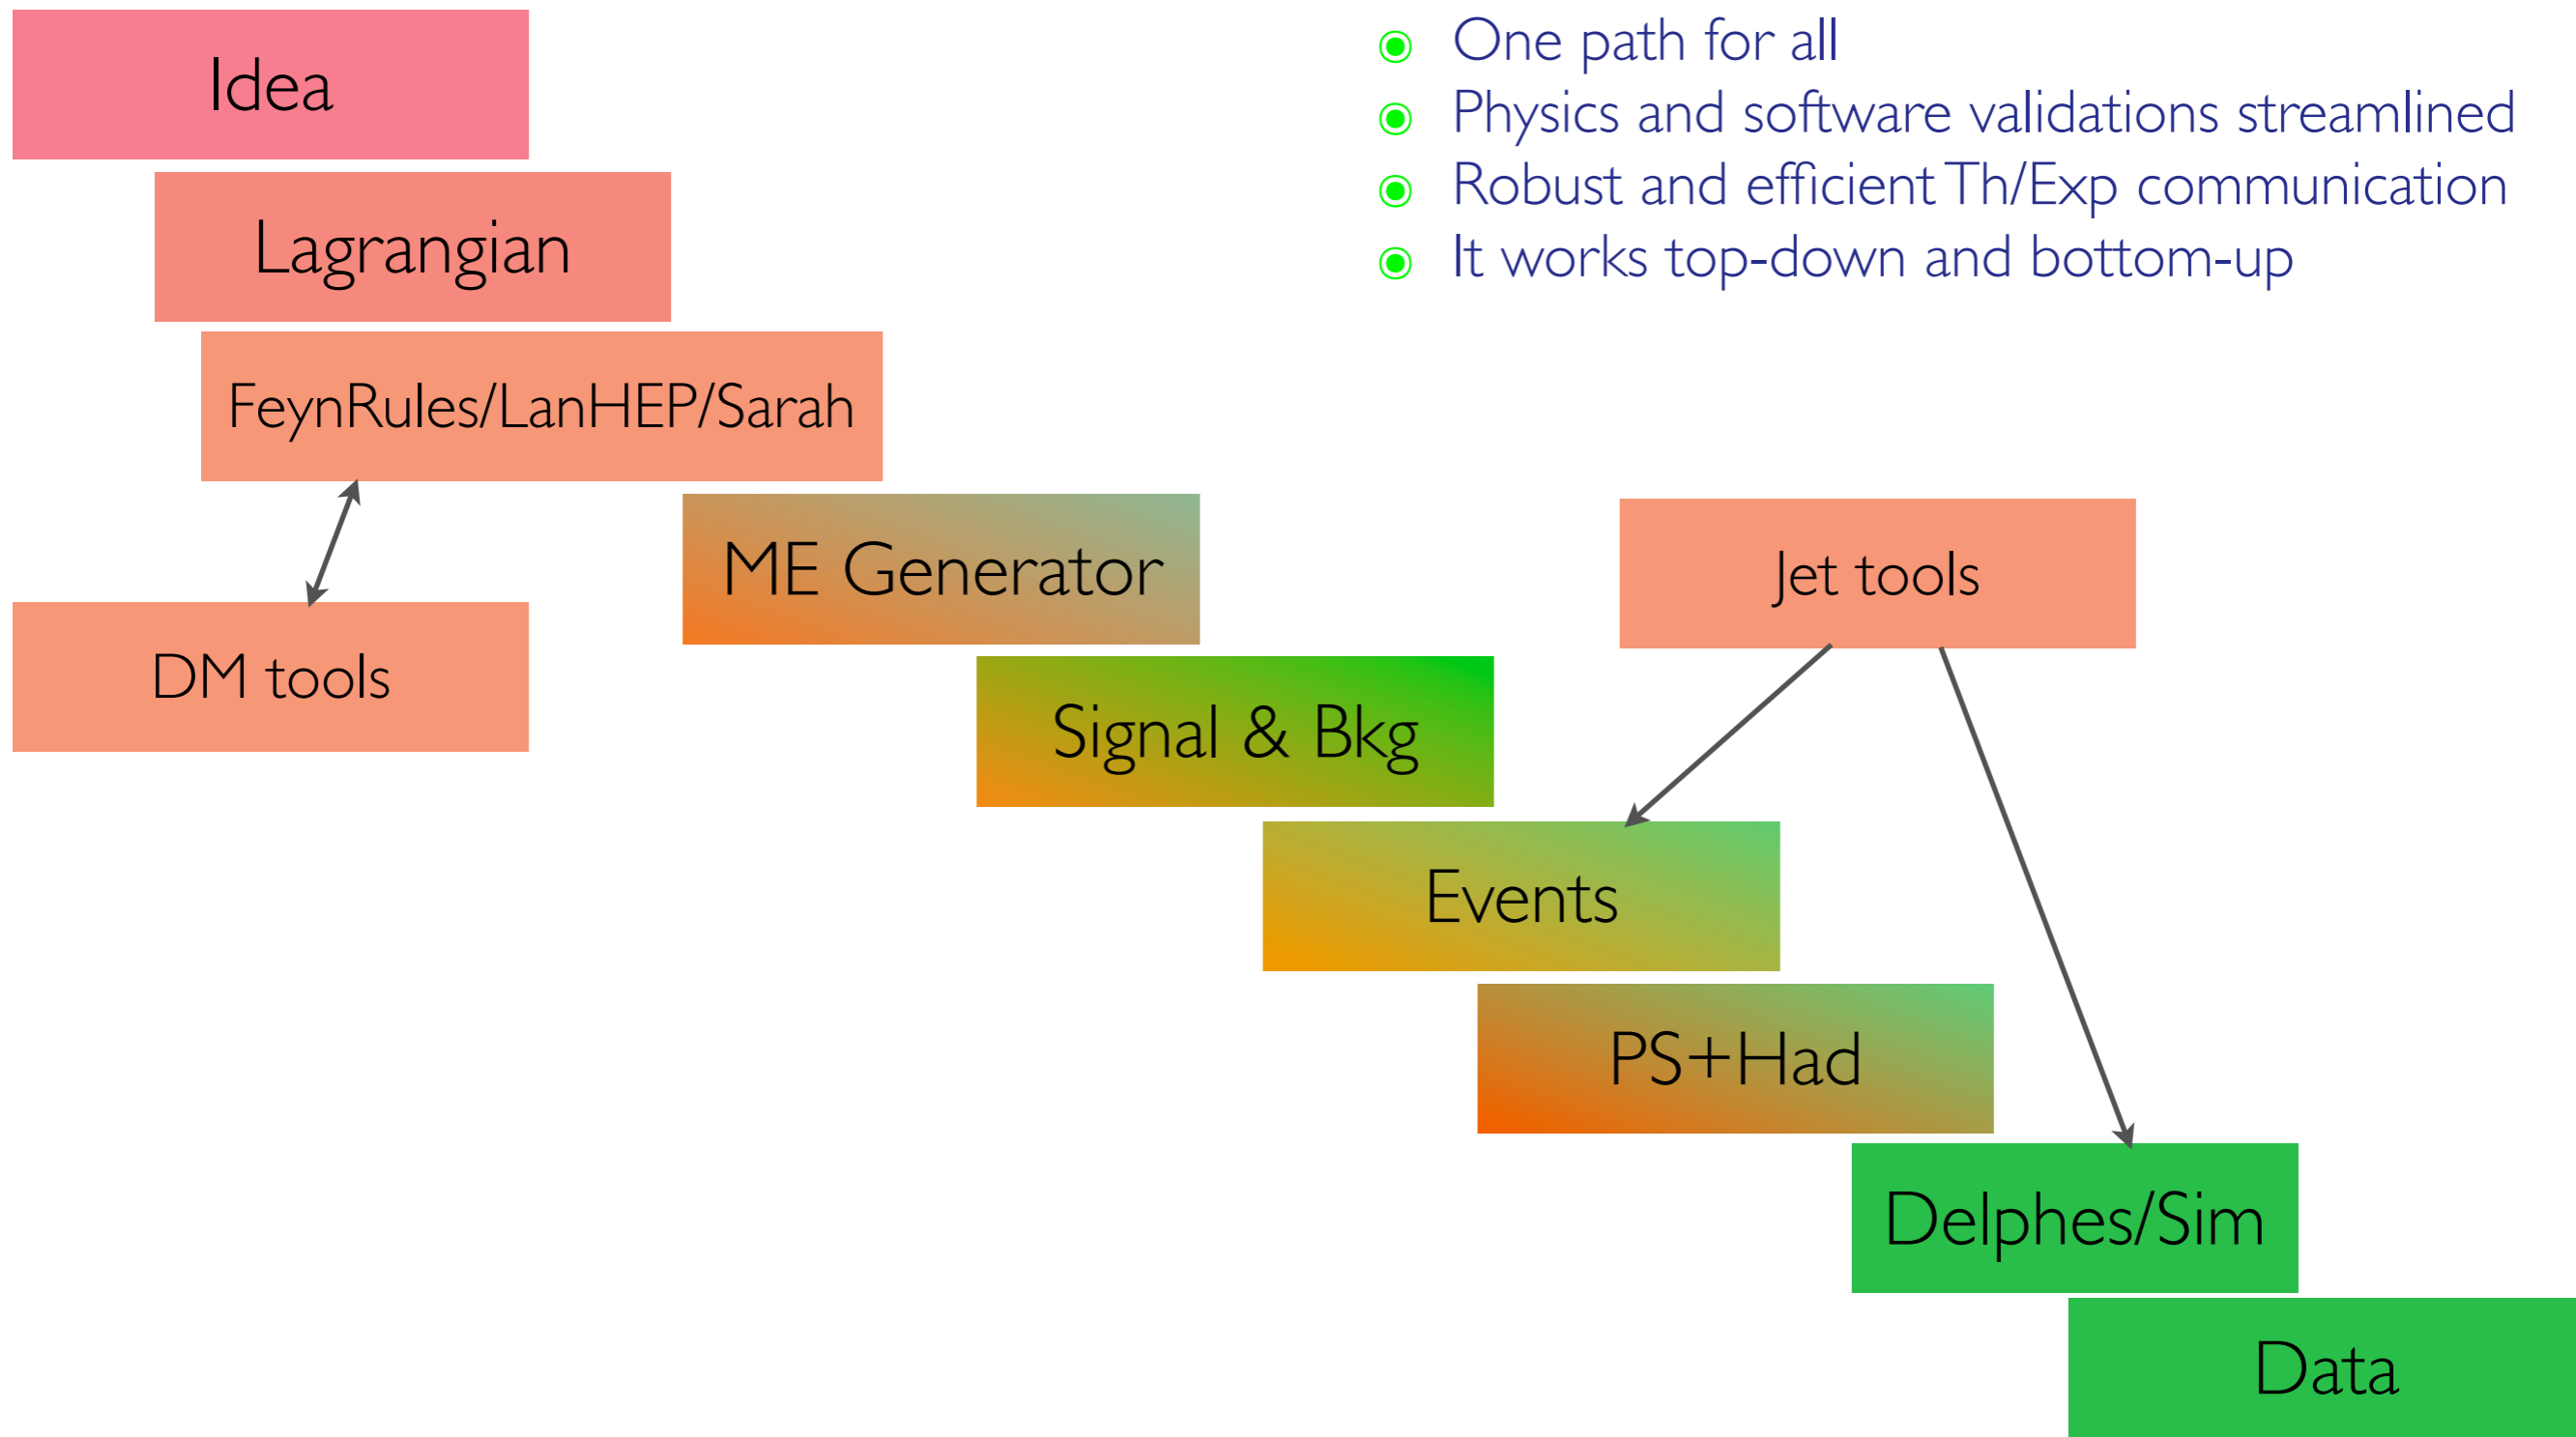 Idea
One path for all
Physics and software validations streamlined
Robust and efficient Th/Exp communication
It works top-down and bottom-up
Lagrangian
FeynRules/LanHEP/Sarah
ME Generator
Jet tools
DM tools
Signal & Bkg
Events
PS+Had
Delphes/Sim
Data